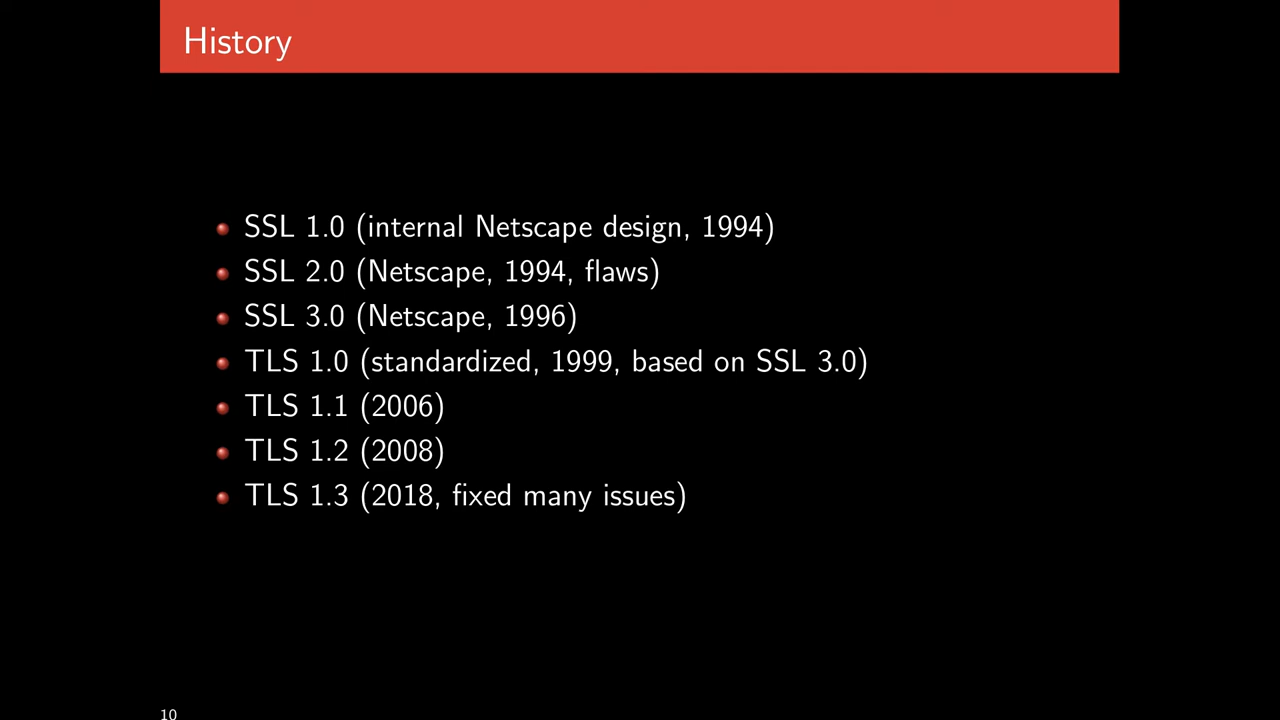 History
SSL 1.0 (internal Netscape design, 1994)
SSL 2.0 (Netscape, 1994, flaws)
SSL 3.0 (Netscape, 1996)
TLS 1.0 (standardized, 1999, based on SSL 3.0)
TLS 1.1 (2006)
TLS 1.2 (2008)
TLS 1.3 (2018, fixed many issues)
10